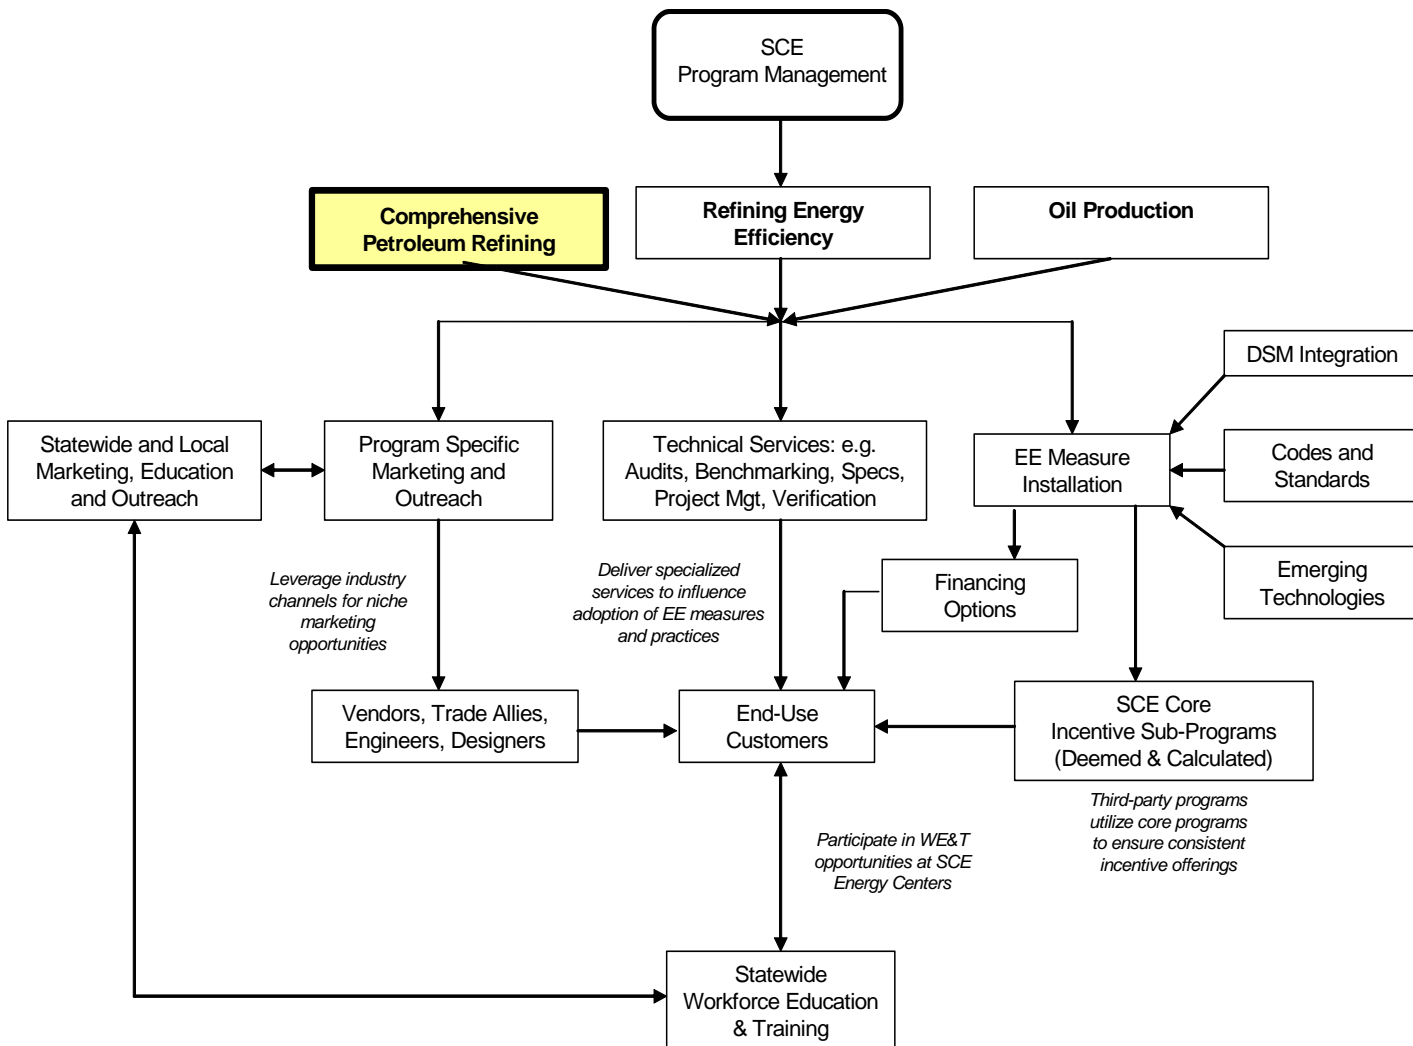 SCE
Program Management
Comprehensive
Petroleum Refining
Refining Energy
Efficiency
Oil Production
DSM Integration
Statewide and Local
Marketing, Education
and Outreach
Program Specific
Marketing and
Outreach
Technical Services: e.g.
Audits, Benchmarking, Specs,
Project Mgt, Verification
EE Measure
Installation
Codes and
Standards
Emerging
Technologies
Leverage industry
channels for niche
marketing
opportunities
Deliver specialized
services to influence
adoption of EE measures
and practices
Financing
Options
Vendors, Trade Allies,
Engineers, Designers
End-Use
Customers
SCE Core
Incentive Sub-Programs
(Deemed & Calculated)
Third-party programs
utilize core programs
to ensure consistent
incentive offerings
Participate in WE&T
opportunities at SCE
Energy Centers
Statewide
Workforce Education
& Training